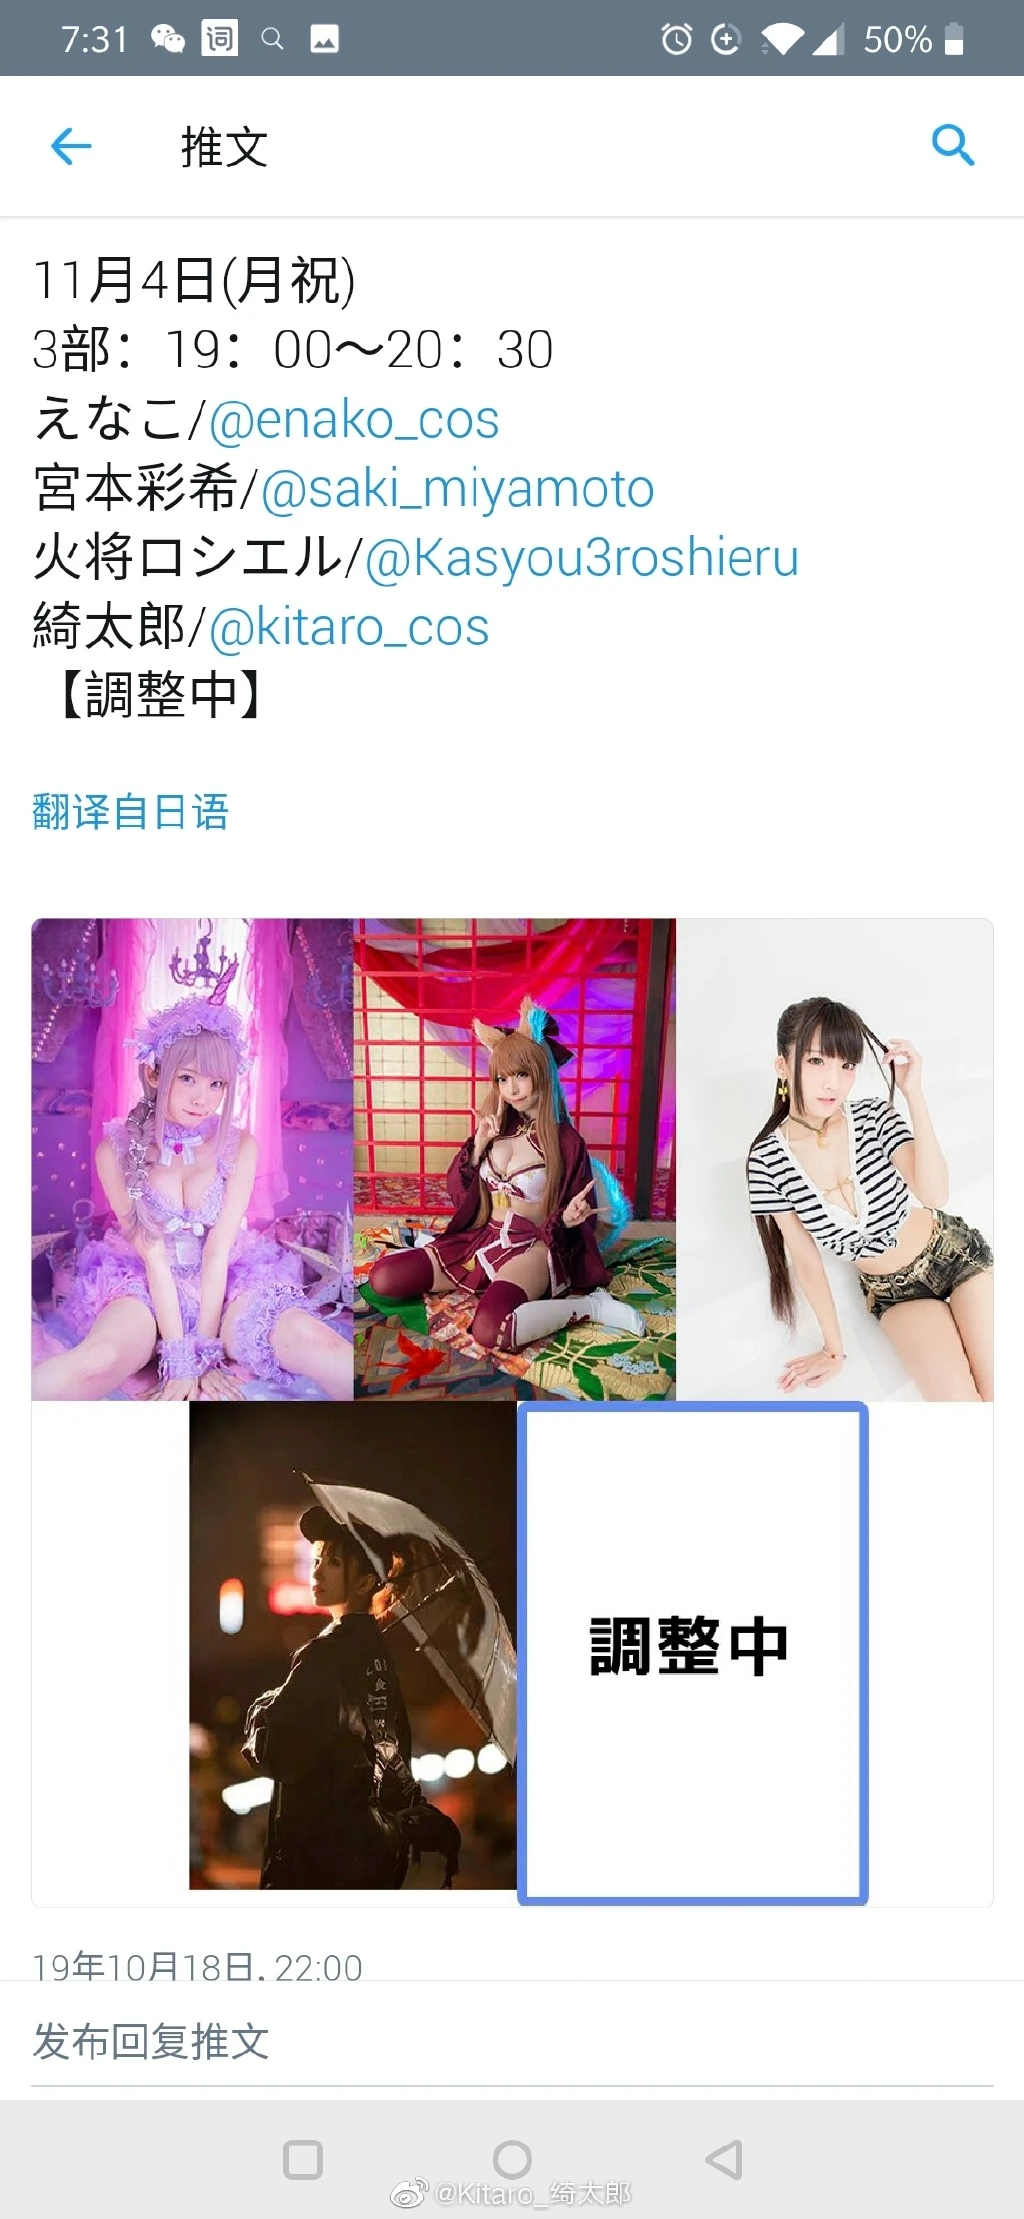 7:31 词 50%
推文
11月4日(月祝)
3部：19：00～20：30
えなこ/@enako_cos
宮本彩希/@saki_miyamoto
火将ロシエル/@Kasyou3roshieru
綺太郎/@kitaro_cos
【調整中】
翻译自日语
調整中
19年10月18日, 22:00
发布回复推文
@Kitaro_绮太郎